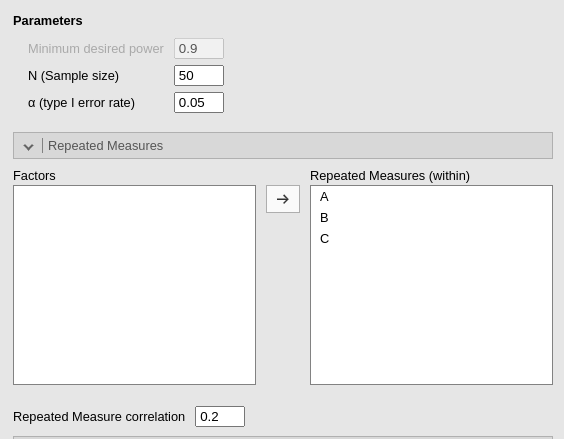 Parameters
Minimum desired power 0.9
N (Sample size) 50
α (type I error rate) 0.05
Repeated Measures
Factors
Repeated Measures (within)
A
B
C
Repeated Measure correlation 0.2